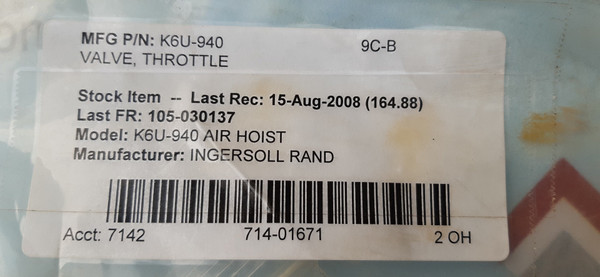 MFG P/N: K6U-940 9C-B
VALVE, THROTTLE
Stock Item -- Last Rec: 15-Aug-2008 (164.88)
Last FR: 105-030137
Model: K6U-940 AIR HOIST
Manufacturer: INGERSOLL RAND
Acct: 7142 714-01671 2 OH